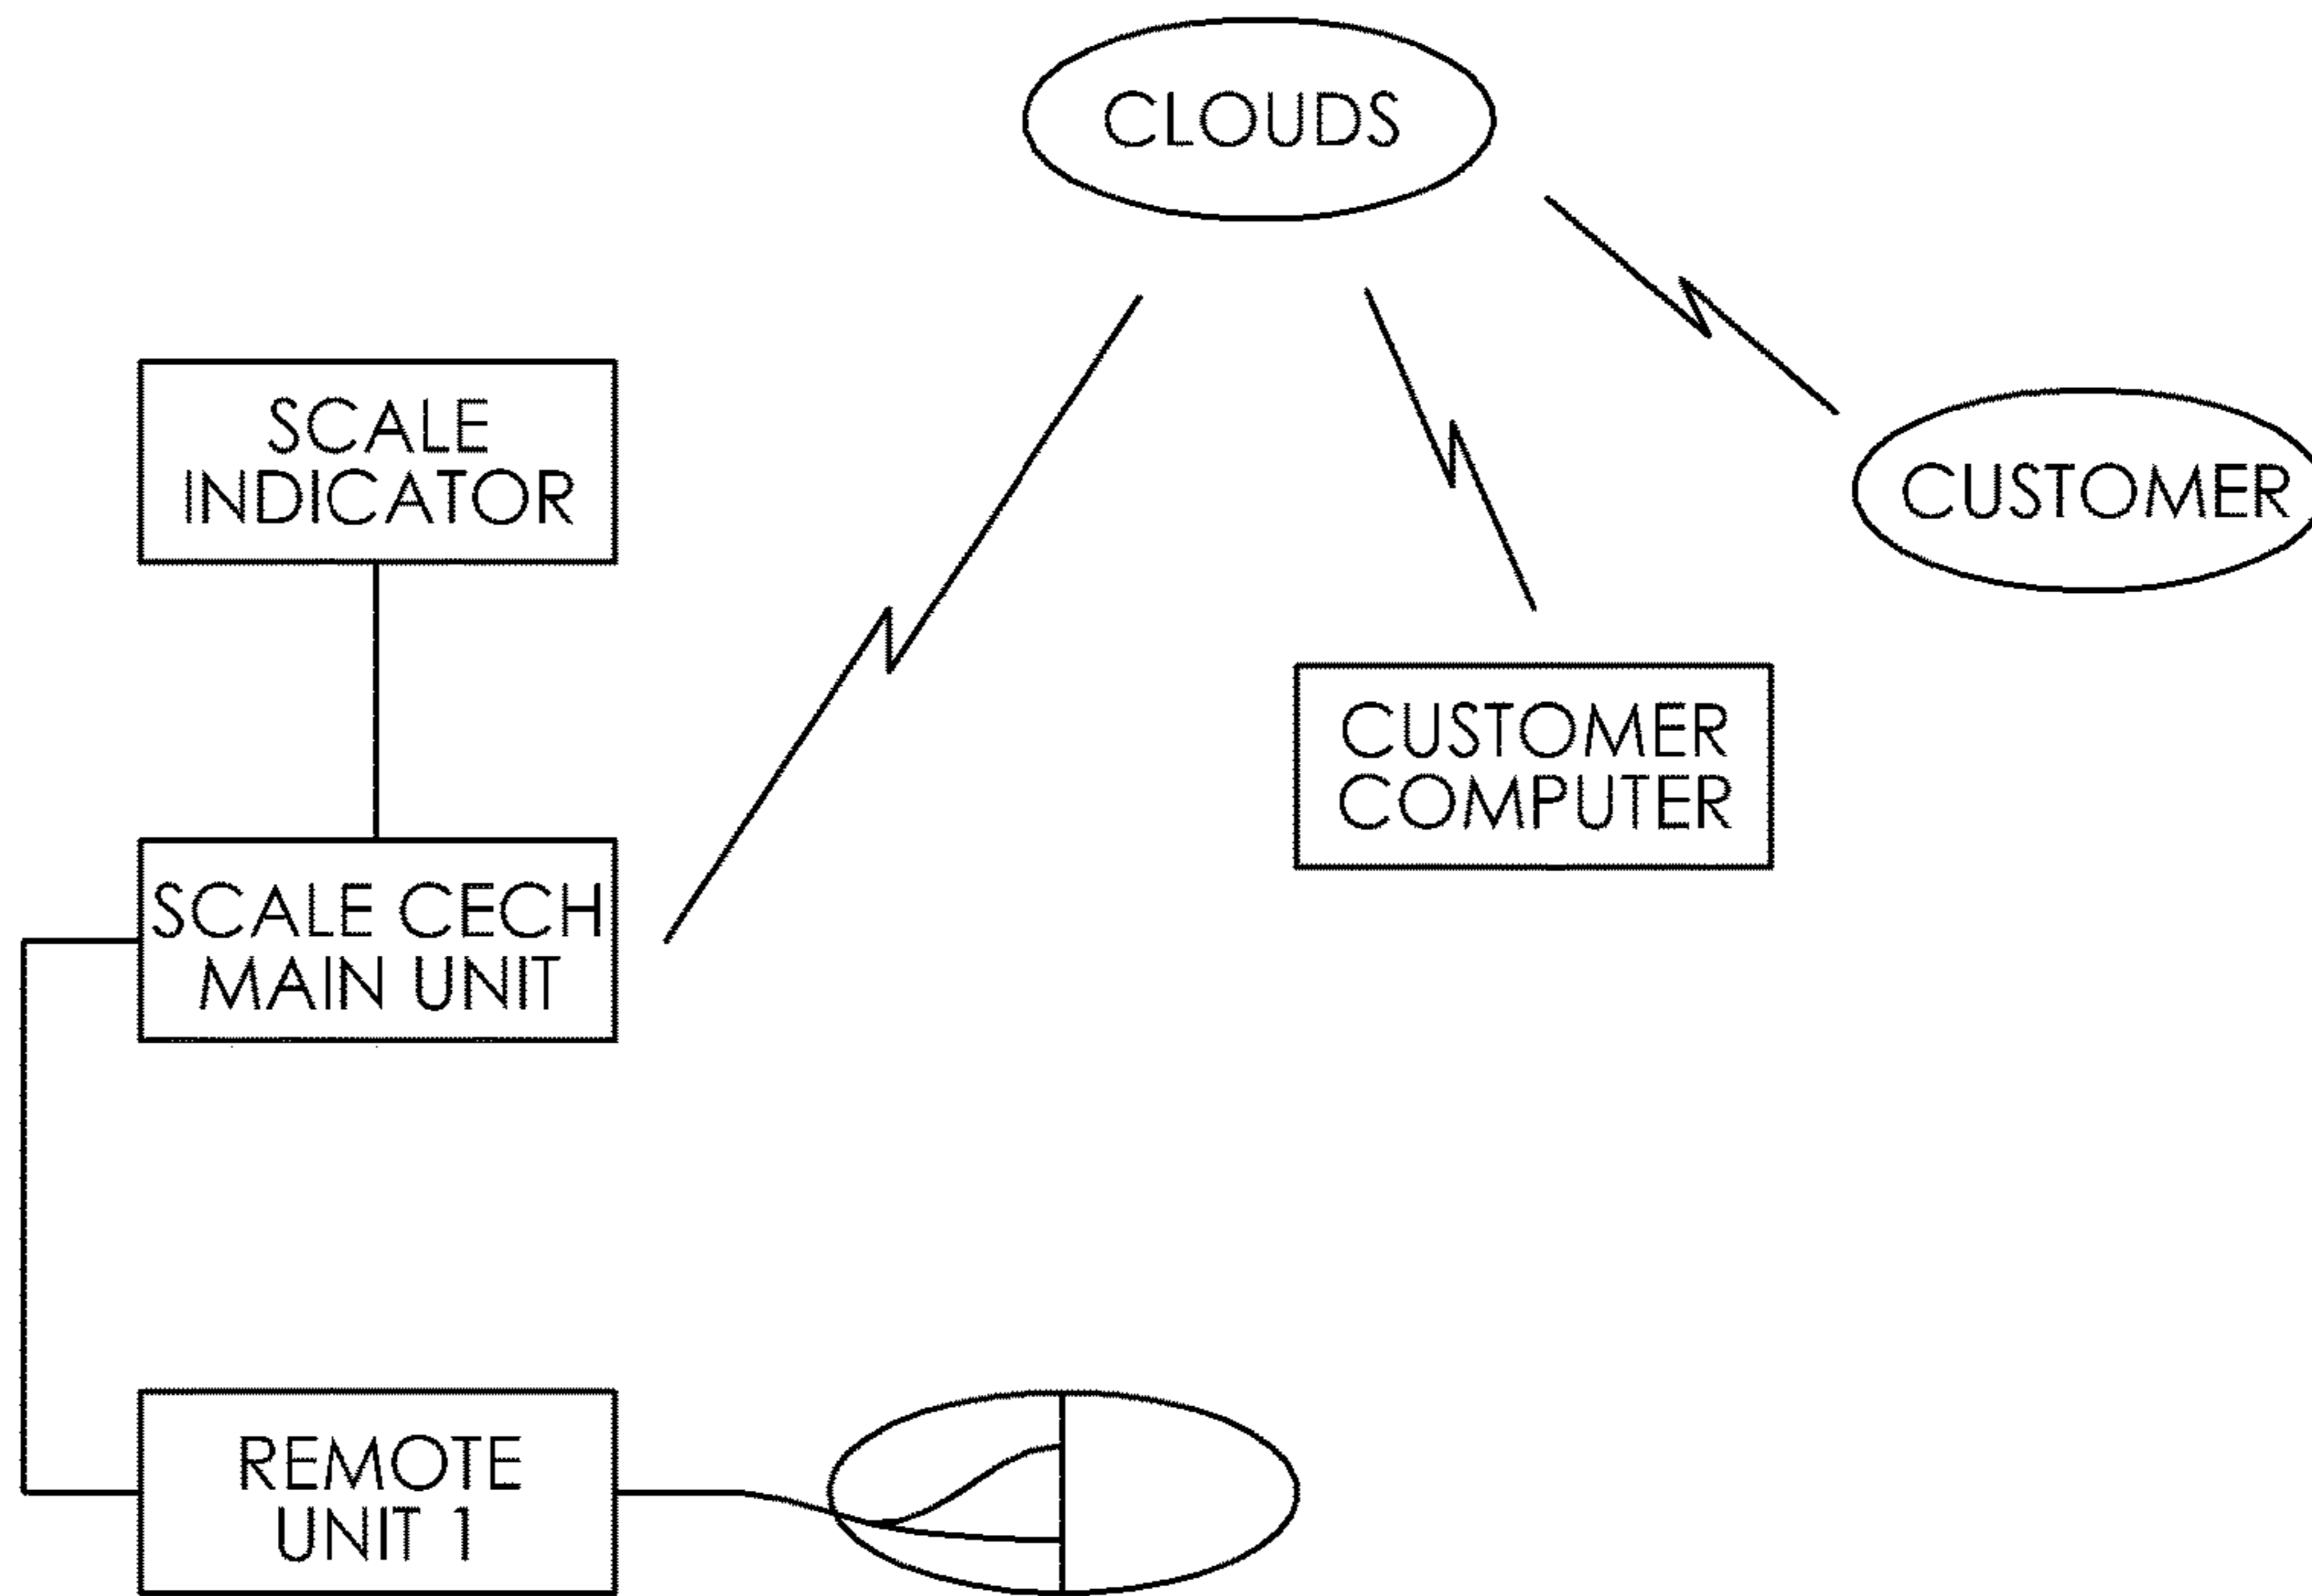 CLOUDS
SCALE
INDICATOR
CUSTOMER
CUSTOMER
COMPUTER
SCALE CECH
MAIN UNIT
REMOTE
UNIT 1